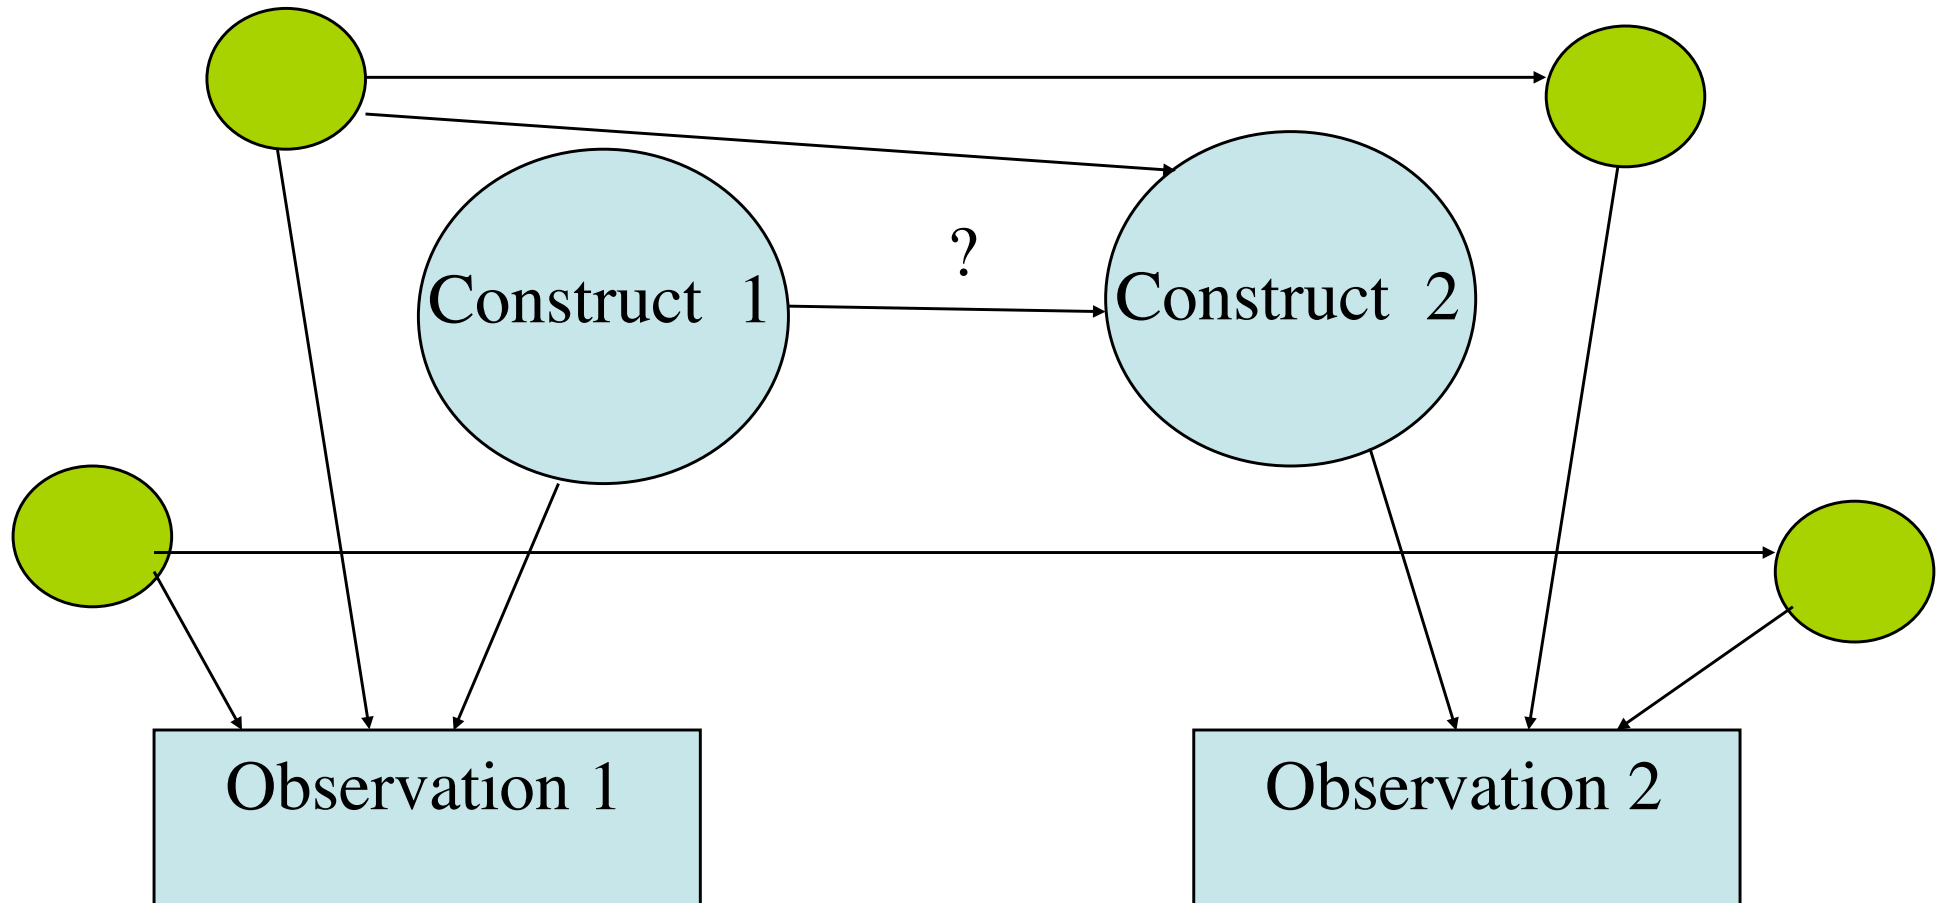 ?
Construct 1
Construct 2
Observation 1
Observation 2